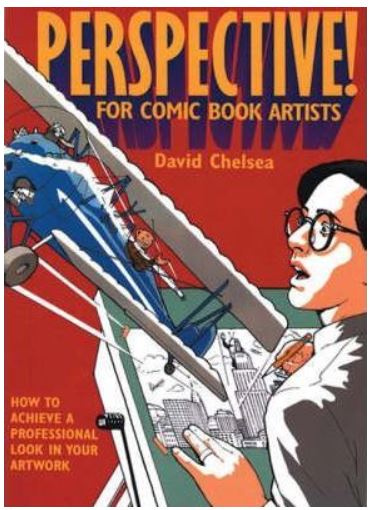 PERSPECTIVE!
FOR COMIC BOOK ARTISTS
David Chelsea
HOW TO
ACHIEVE A
PROFESSIONAL
LOOK IN YOUR
ARTWORK